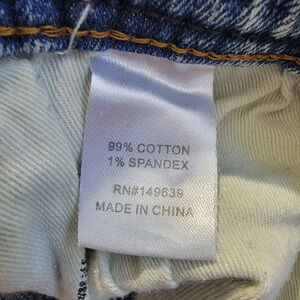 99% COTTON
1% SPANDEX
RN#149639
MADE IN CHINA